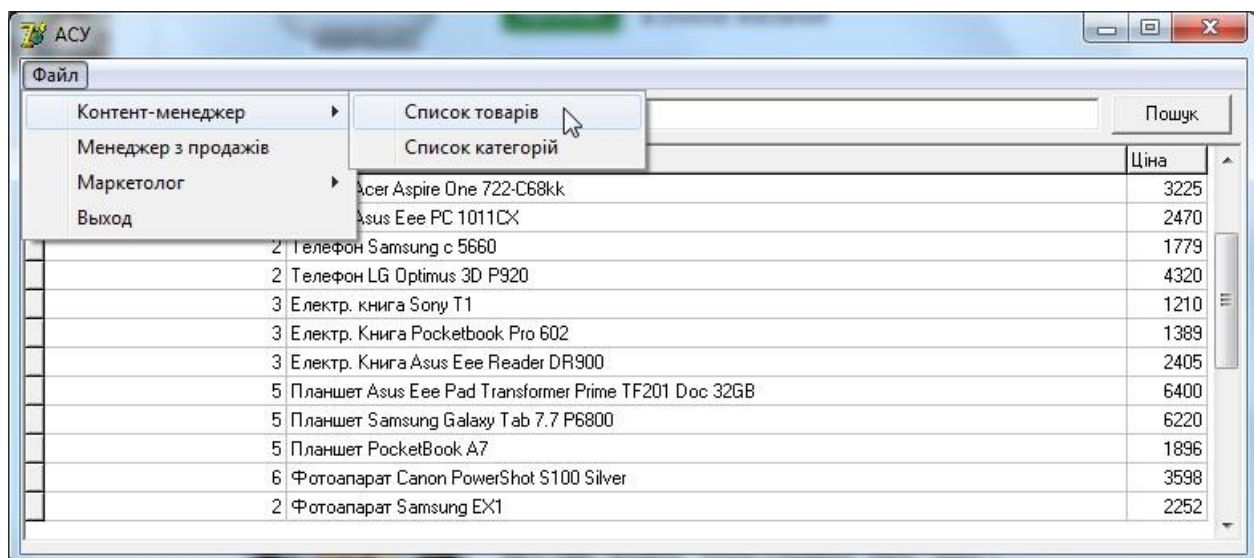 АСУ
Файл
Контент-менеджер
Список товарів
Пошук
Менеджер з продажів
Список категорій
Ціна
Маркетолог
Acer Aspire One 722-C68kk 3225
Выход
Asus Eee PC 1011CX 2470
2 Телефон Samsung c 5660 1779
2 Телефон LG Optimus 3D P920 4320
3 Електр. книга Sony T1 1210
3 Електр. Книга Pocketbook Pro 602 1389
3 Електр. Книга Asus Eee Reader DR900 2405
5 Планшет Asus Eee Pad Transformer Prime TF201 Doc 32GB 6400
5 Планшет Samsung Galaxy Tab 7.7 P6800 6220
5 Планшет PocketBook A7 1896
6 Фотоапарат Canon PowerShot S100 Silver 3598
2 Фотоапарат Samsung EX1 2252